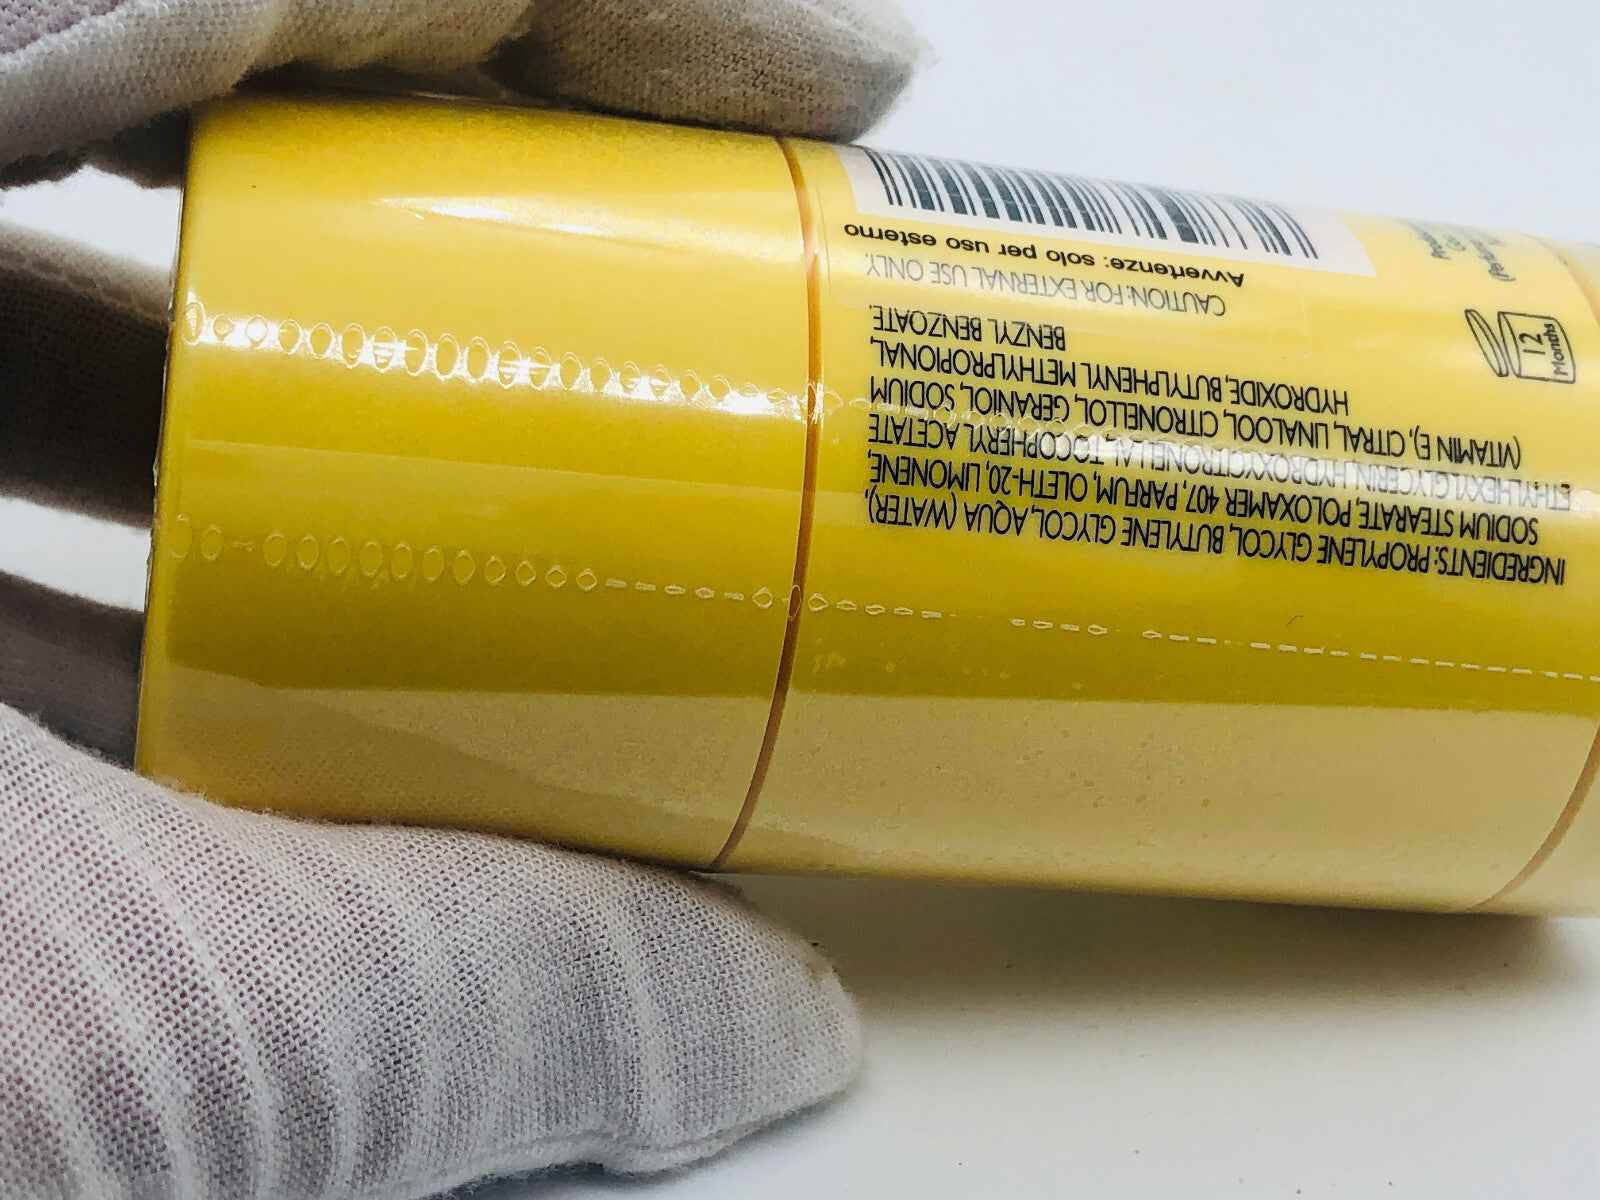 INGREDIENTS: PROPYLENE GLYCOL, BUTYLENE GLYCOL, AQUA (WATER),
SODIUM STEARATE, POLOXAMER 407, PARFUM, OLETH-20, LIMONENE,
ETHYLHEXYLGLYCERIN, HYDROXYCITRONELLAL, TOCOPHERYL ACETATE
(VITAMIN E), CITRAL, LINALOOL, CITRONELLOL, GERANIOL, SODIUM
HYDROXIDE, BUTYLPHENYL METHYLPROPIONAL,
BENZYL BENZOATE.
CAUTION: FOR EXTERNAL USE ONLY.
Avvertenze: solo per uso esterno
12
Months